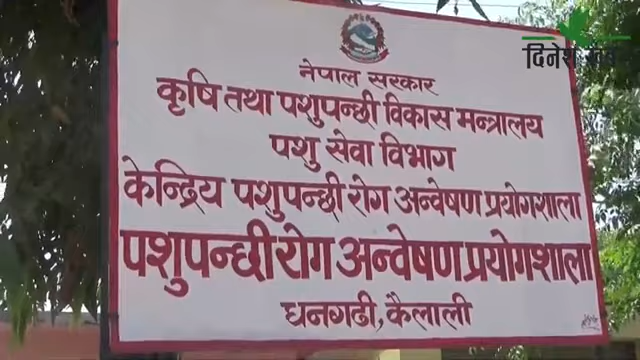 दिनेश खबर
नेपाल सरकार
कृषि तथा पशुपन्छी विकास मन्त्रालय
पशु सेवा विभाग
केन्द्रिय पशुपन्छी रोग अन्वेषण प्रयोगशाला
पशुपन्छी रोग अन्वेषण प्रयोगशाला
धनगढी, कैलाली